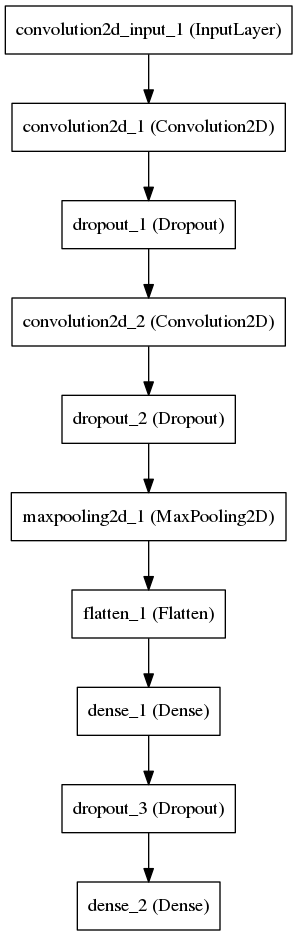 convolution2d_input_1 (InputLayer)
convolution2d_1 (Convolution2D)
dropout_1 (Dropout)
convolution2d_2 (Convolution2D)
dropout_2 (Dropout)
maxpooling2d_1 (MaxPooling2D)
flatten_1 (Flatten)
dense_1 (Dense)
dropout_3 (Dropout)
dense_2 (Dense)